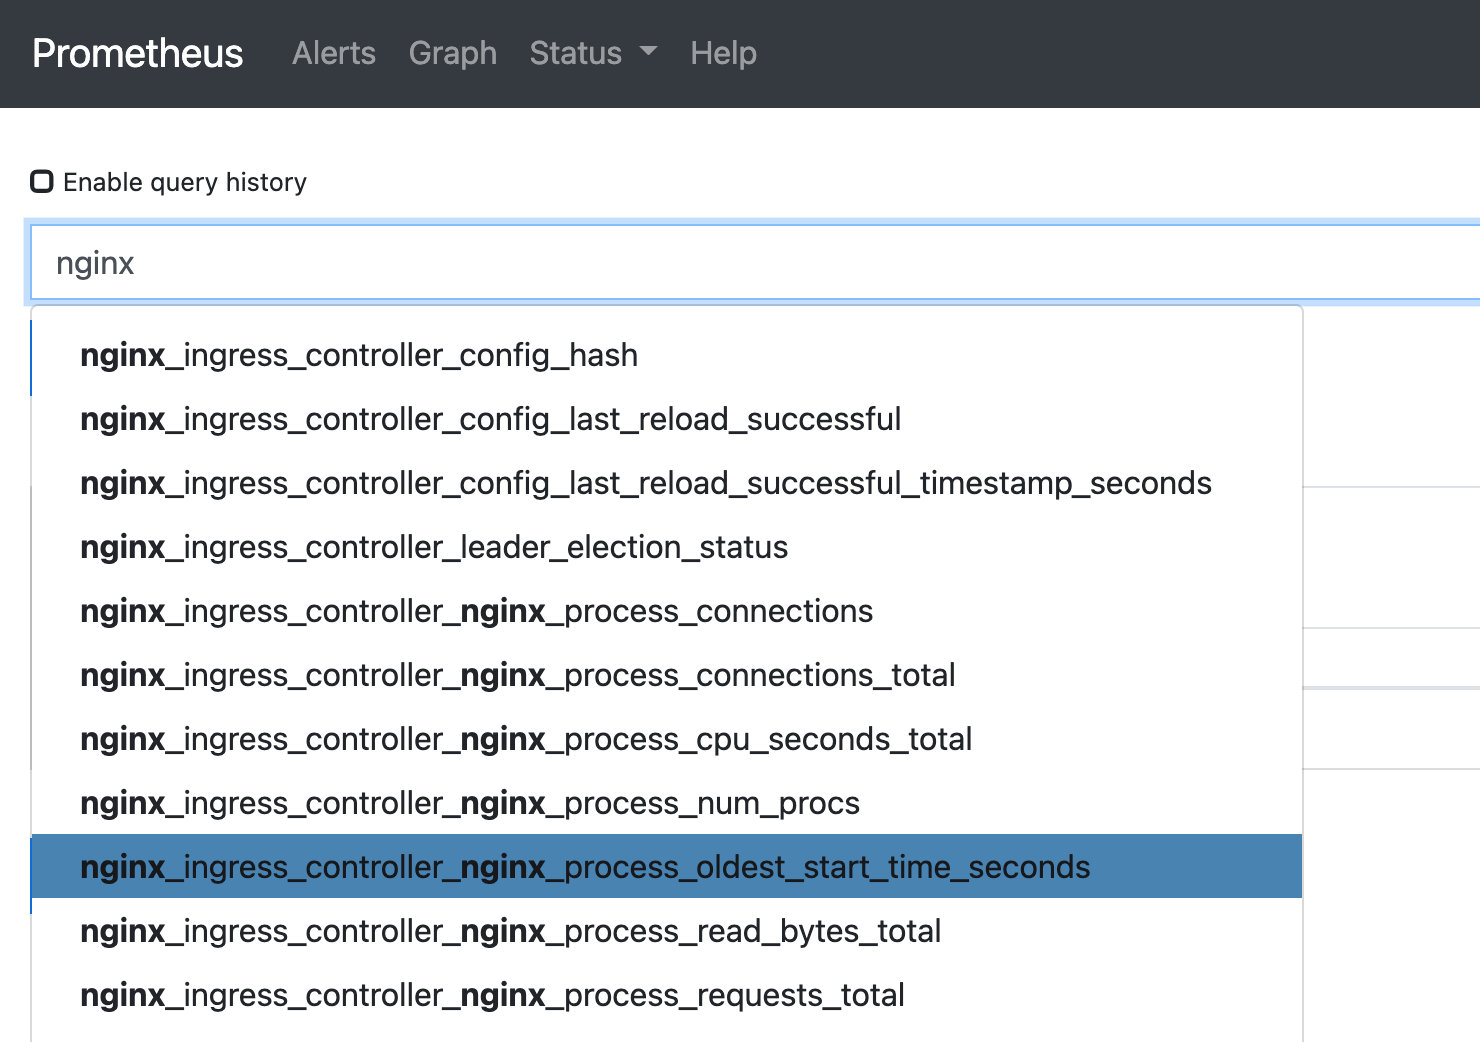 Prometheus Alerts Graph Status Help
Enable query history
nginx
nginx_ingress_controller_config_hash
nginx_ingress_controller_config_last_reload_successful
nginx_ingress_controller_config_last_reload_successful_timestamp_seconds
nginx_ingress_controller_leader_election_status
nginx_ingress_controller_nginx_process_connections
nginx_ingress_controller_nginx_process_connections_total
nginx_ingress_controller_nginx_process_cpu_seconds_total
nginx_ingress_controller_nginx_process_num_procs
nginx_ingress_controller_nginx_process_oldest_start_time_seconds
nginx_ingress_controller_nginx_process_read_bytes_total
nginx_ingress_controller_nginx_process_requests_total